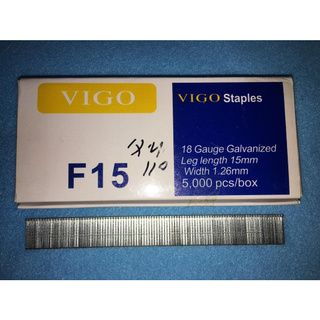 VIGO
F15
110
VIGO Staples
18 Gauge Galvanized
Leg length 15mm
Width 1.26mm
5,000 pcs/box